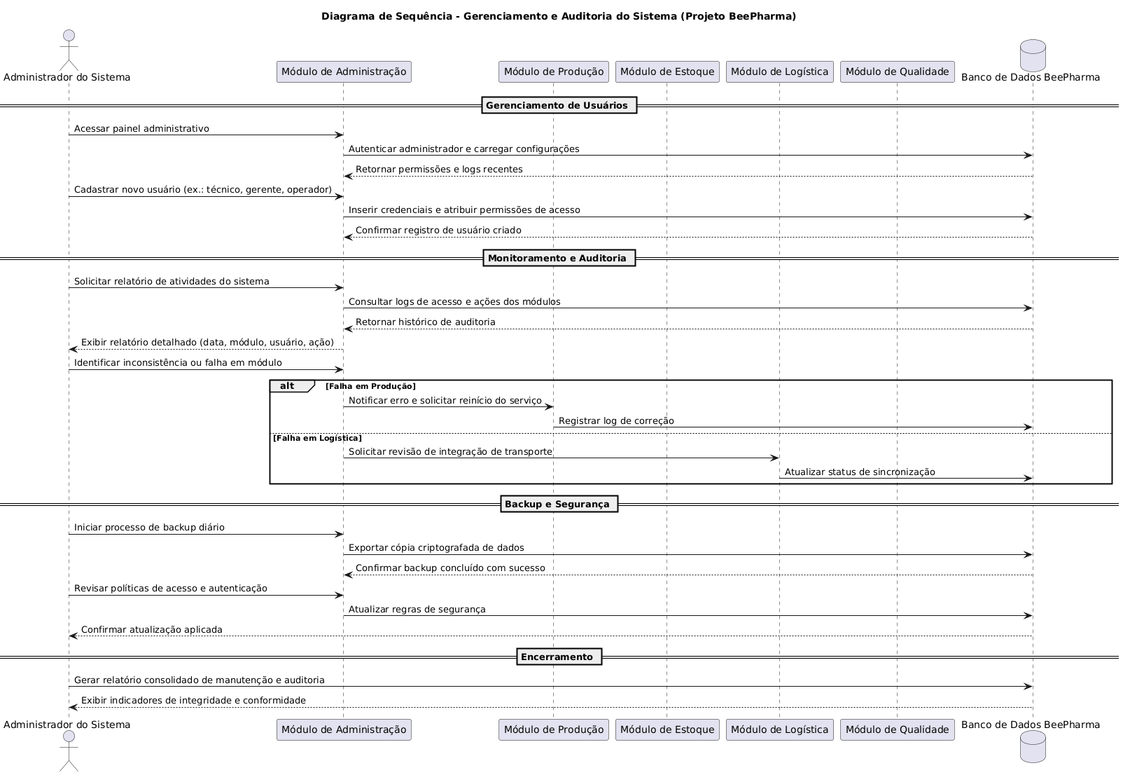 Diagrama de Sequência - Gerenciamento e Auditoria do Sistema (Projeto BeePharma)
Administrador do Sistema
Módulo de Administração
Módulo de Produção
Módulo de Estoque
Módulo de Logística
Módulo de Qualidade
Banco de Dados BeePharma
Gerenciamento de Usuários
Acessar painel administrativo
Autenticar administrador e carregar configurações
Retornar permissões e logs recentes
Cadastrar novo usuário (ex.: técnico, gerente, operador)
Inserir credenciais e atribuir permissões de acesso
Confirmar registro de usuário criado
Monitoramento e Auditoria
Solicitar relatório de atividades do sistema
Consultar logs de acesso e ações dos módulos
Retornar histórico de auditoria
Exibir relatório detalhado (data, módulo, usuário, ação)
Identificar inconsistência ou falha em módulo
alt [Falha em Produção]
Notificar erro e solicitar reinício do serviço
Registrar log de correção
[Falha em Logística]
Solicitar revisão de integração de transporte
Atualizar status de sincronização
Backup e Segurança
Iniciar processo de backup diário
Exportar cópia criptografada de dados
Confirmar backup concluído com sucesso
Revisar políticas de acesso e autenticação
Atualizar regras de segurança
Confirmar atualização aplicada
Encerramento
Gerar relatório consolidado de manutenção e auditoria
Exibir indicadores de integridade e conformidade
Administrador do Sistema
Módulo de Administração
Módulo de Produção
Módulo de Estoque
Módulo de Logística
Módulo de Qualidade
Banco de Dados BeePharma